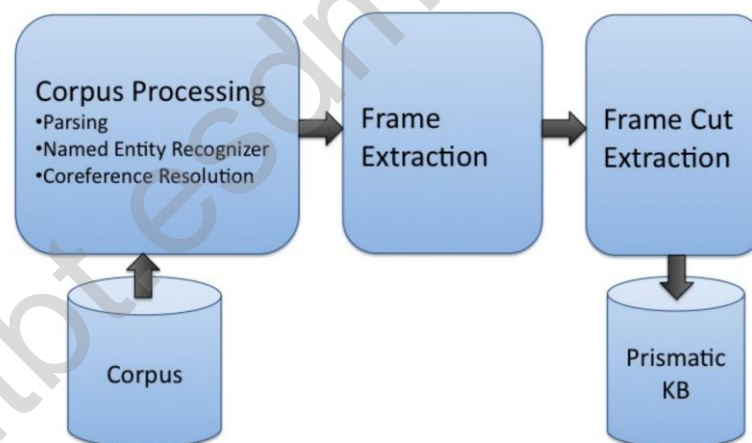 Corpus Processing
•Parsing
•Named Entity Recognizer
•Coreference Resolution
Frame
Extraction
Frame Cut
Extraction
Corpus
Prismatic
KB